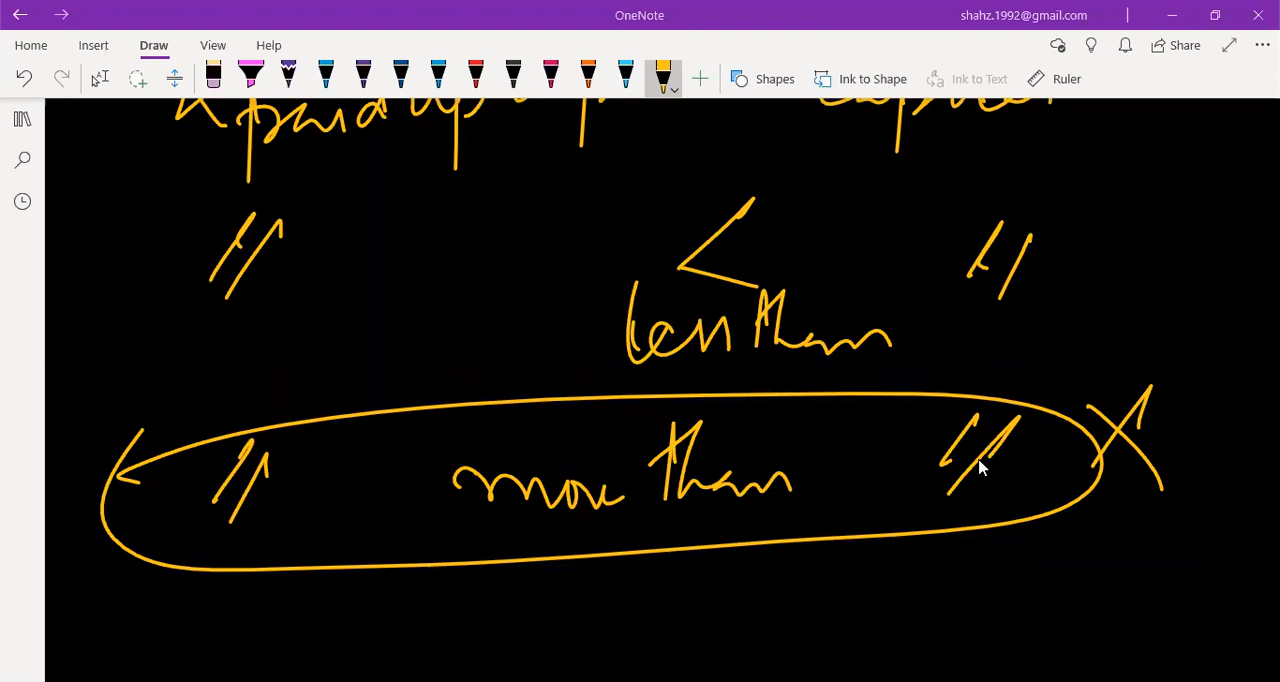 OneNote
shahz.1992@gmail.com
Home Insert Draw View Help Share
Shapes Ink to Shape Ink to Text Ruler
" < "
less than
" more than "